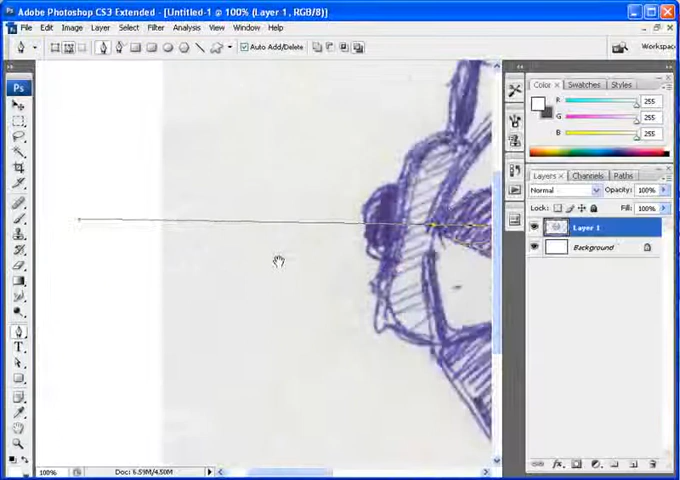 Adobe Photoshop CS3 Extended - [Untitled-1 @ 100% (Layer 1 , RGB/8)]
File Edit Image Layer Select Filter Analysis View Window Help
Auto Add/Delete Workspac
Ps
Color × Swatches Styles
R 255
G 255
B 255
Layers × Channels Paths
Normal Opacity: 100%
Lock: Fill: 100%
Layer 1
Background
T
100% Doc: 6.59M/4.50M